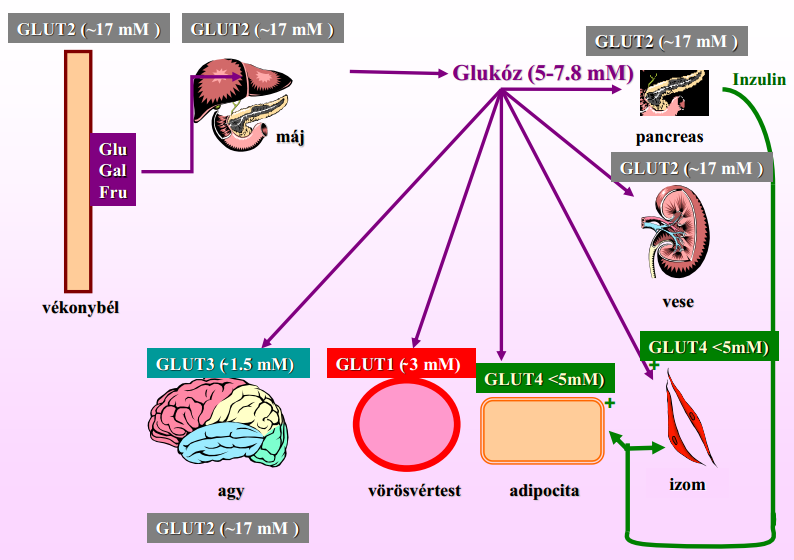 GLUT2 (~17 mM )
GLUT2 (~17 mM )
GLUT2 (~17 mM )
Glukóz (5-7.8 mM)
Inzulin
máj
pancreas
Glu
Gal
Fru
GLUT2 (~17 mM )
vékonybél
vese
GLUT3 (~1.5 mM)
GLUT1 (~3 mM)
GLUT4 <5mM)
GLUT4 <5mM)
+
+
agy
vörösvértest
adipocita
izom
GLUT2 (~17 mM )